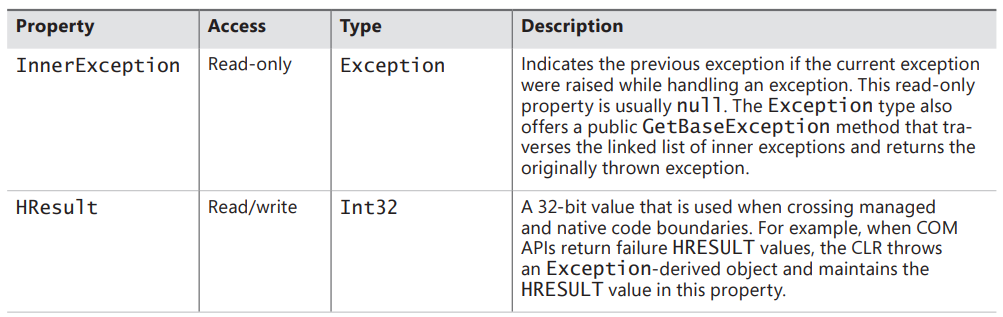 Property Access Type Description
InnerException Read-only Exception Indicates the previous exception if the current exception
were raised while handling an exception. This read-only
property is usually null. The Exception type also
offers a public GetBaseException method that tra-
verses the linked list of inner exceptions and returns the
originally thrown exception.
HResult Read/write Int32 A 32-bit value that is used when crossing managed
and native code boundaries. For example, when COM
APIs return failure HRESULT values, the CLR throws
an Exception-derived object and maintains the
HRESULT value in this property.